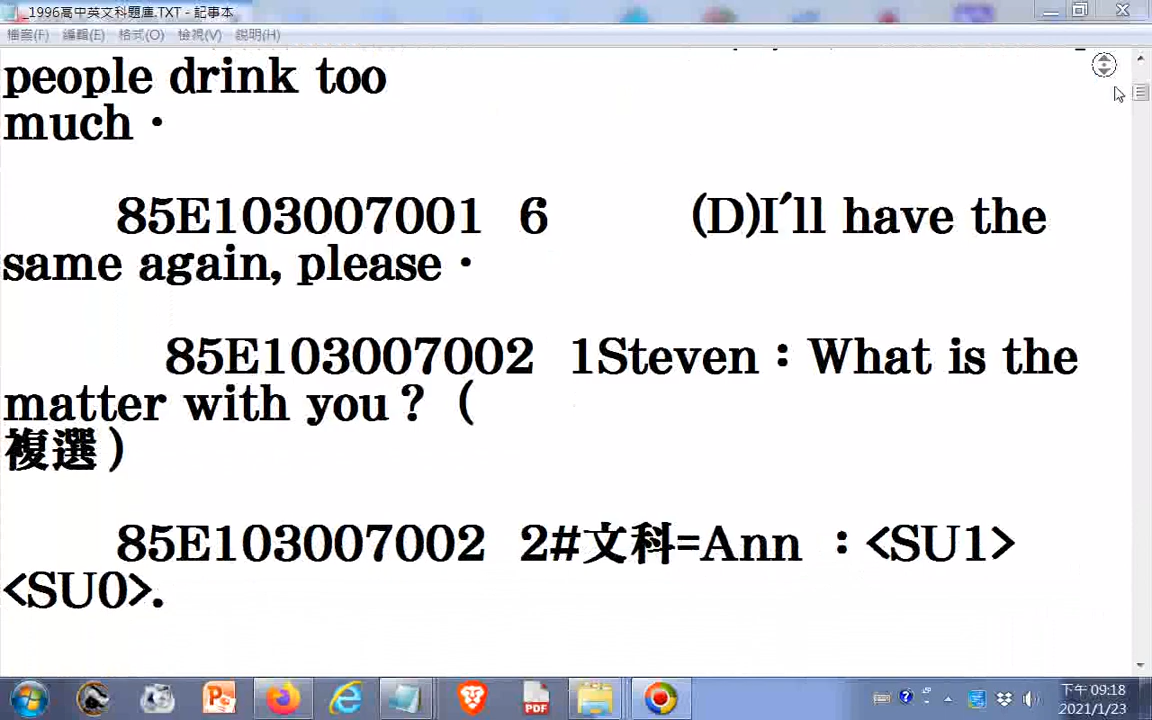 _1996高中英文科題庫.TXT - 記事本
檔案(F) 編輯(E) 格式(O) 檢視(V) 說明(H)
people drink too
much．
85E103007001 6 (D)I′ll have the
same again, please．
85E103007002 1Steven：What is the
matter with you？（
複選）
85E103007002 2#文科=Ann ：<SU1>
<SU0>.
PDF
下午 09:18
2021/1/23